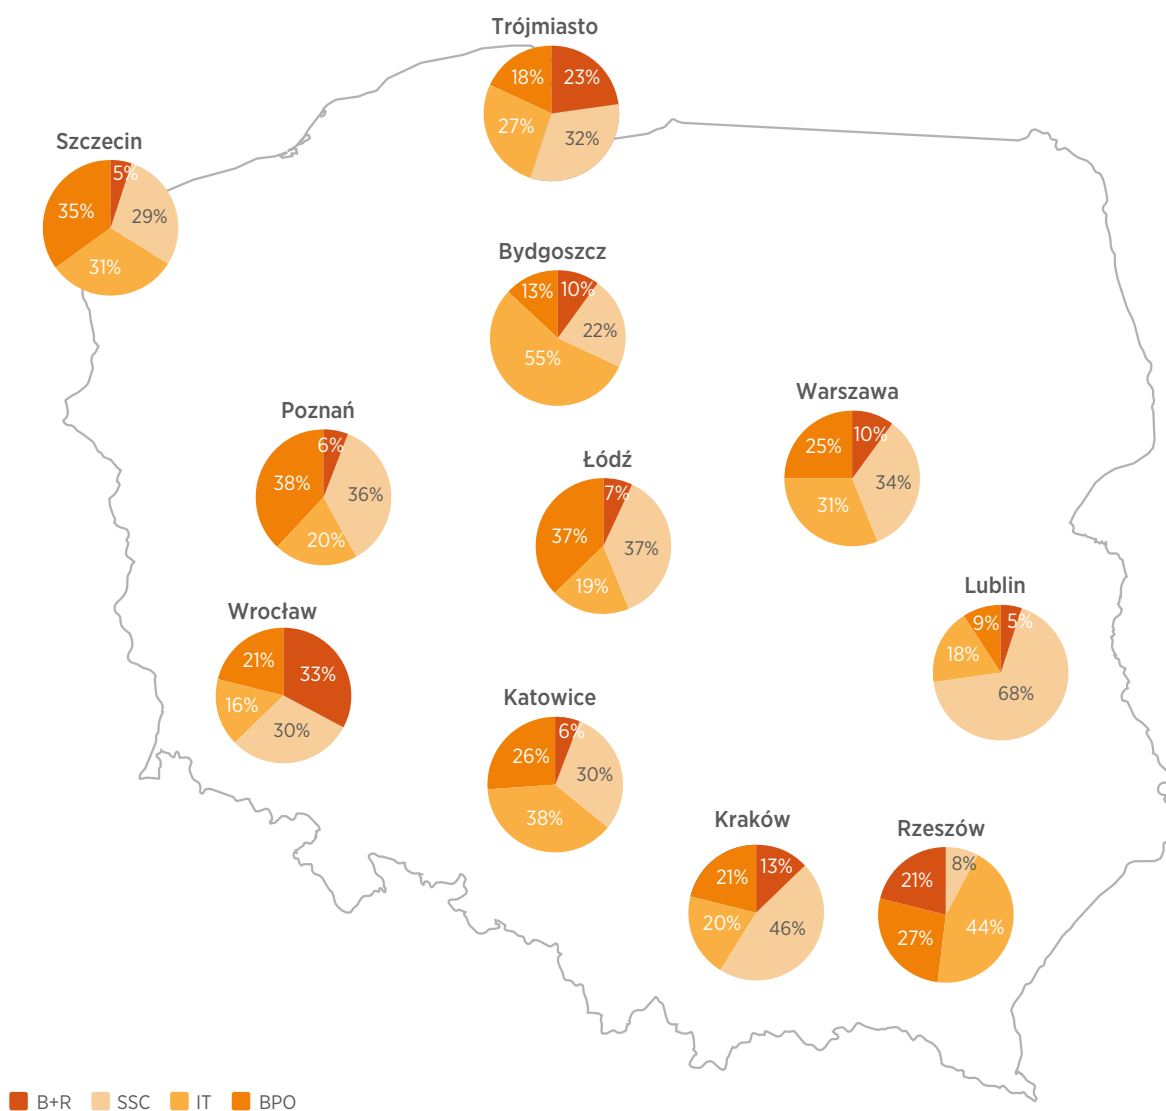 Trójmiasto
18% 23%
27% 32%
Szczecin
5%
35% 29%
31%
Bydgoszcz
13% 10%
22%
55%
Warszawa
10%
25%
34%
31%
Poznań
6%
38% 36%
20%
Łódź
7%
37% 37%
19%
Lublin
9% 5%
18%
68%
Wrocław
21% 33%
16% 30%
Katowice
6%
26% 30%
38%
Kraków
21% 13%
20% 46%
Rzeszów
8%
21%
27% 44%
B+R SSC IT BPO